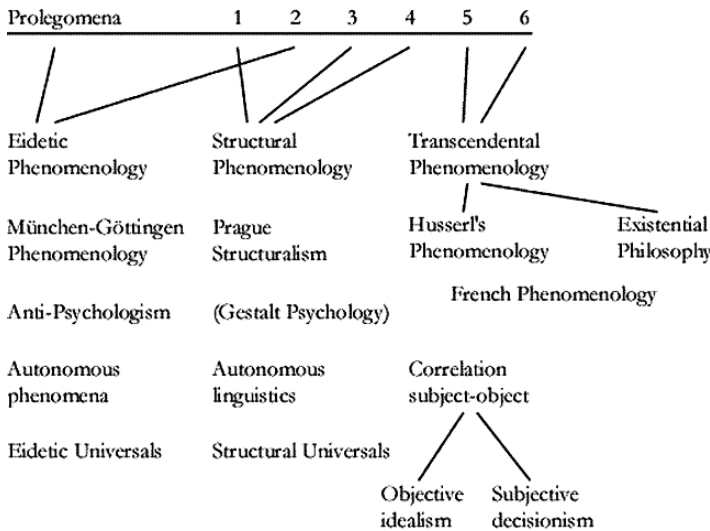 Prolegomena 1 2 3 4 5 6
Eidetic Structural Transcendental
Phenomenology Phenomenology Phenomenology
München-Göttingen Prague Husserl's Existential
Phenomenology Structuralism Phenomenology Philosophy
French Phenomenology
Anti-Psychologism (Gestalt Psychology)
Autonomous Autonomous Correlation
phenomena linguistics subject-object
Eidetic Universals Structural Universals
Objective Subjective
idealism decisionism